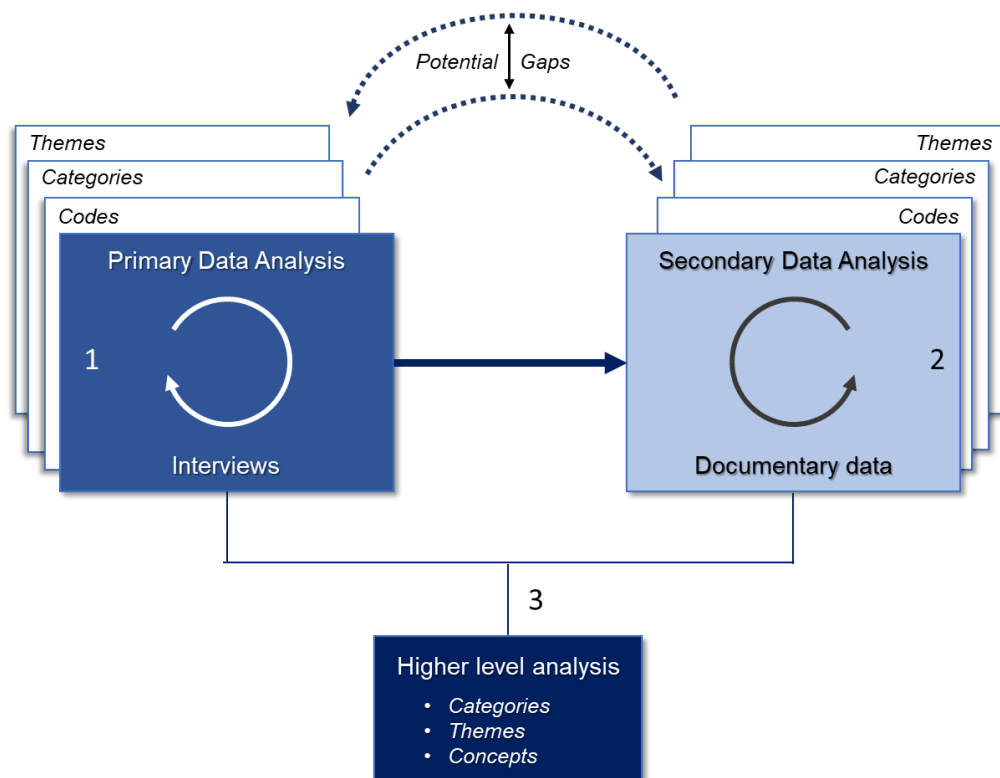 Potential Gaps
Themes
Categories
Codes
Primary Data Analysis
1
Interviews
Themes
Categories
Codes
Secondary Data Analysis
2
Documentary data
3
Higher level analysis
• Categories
• Themes
• Concepts